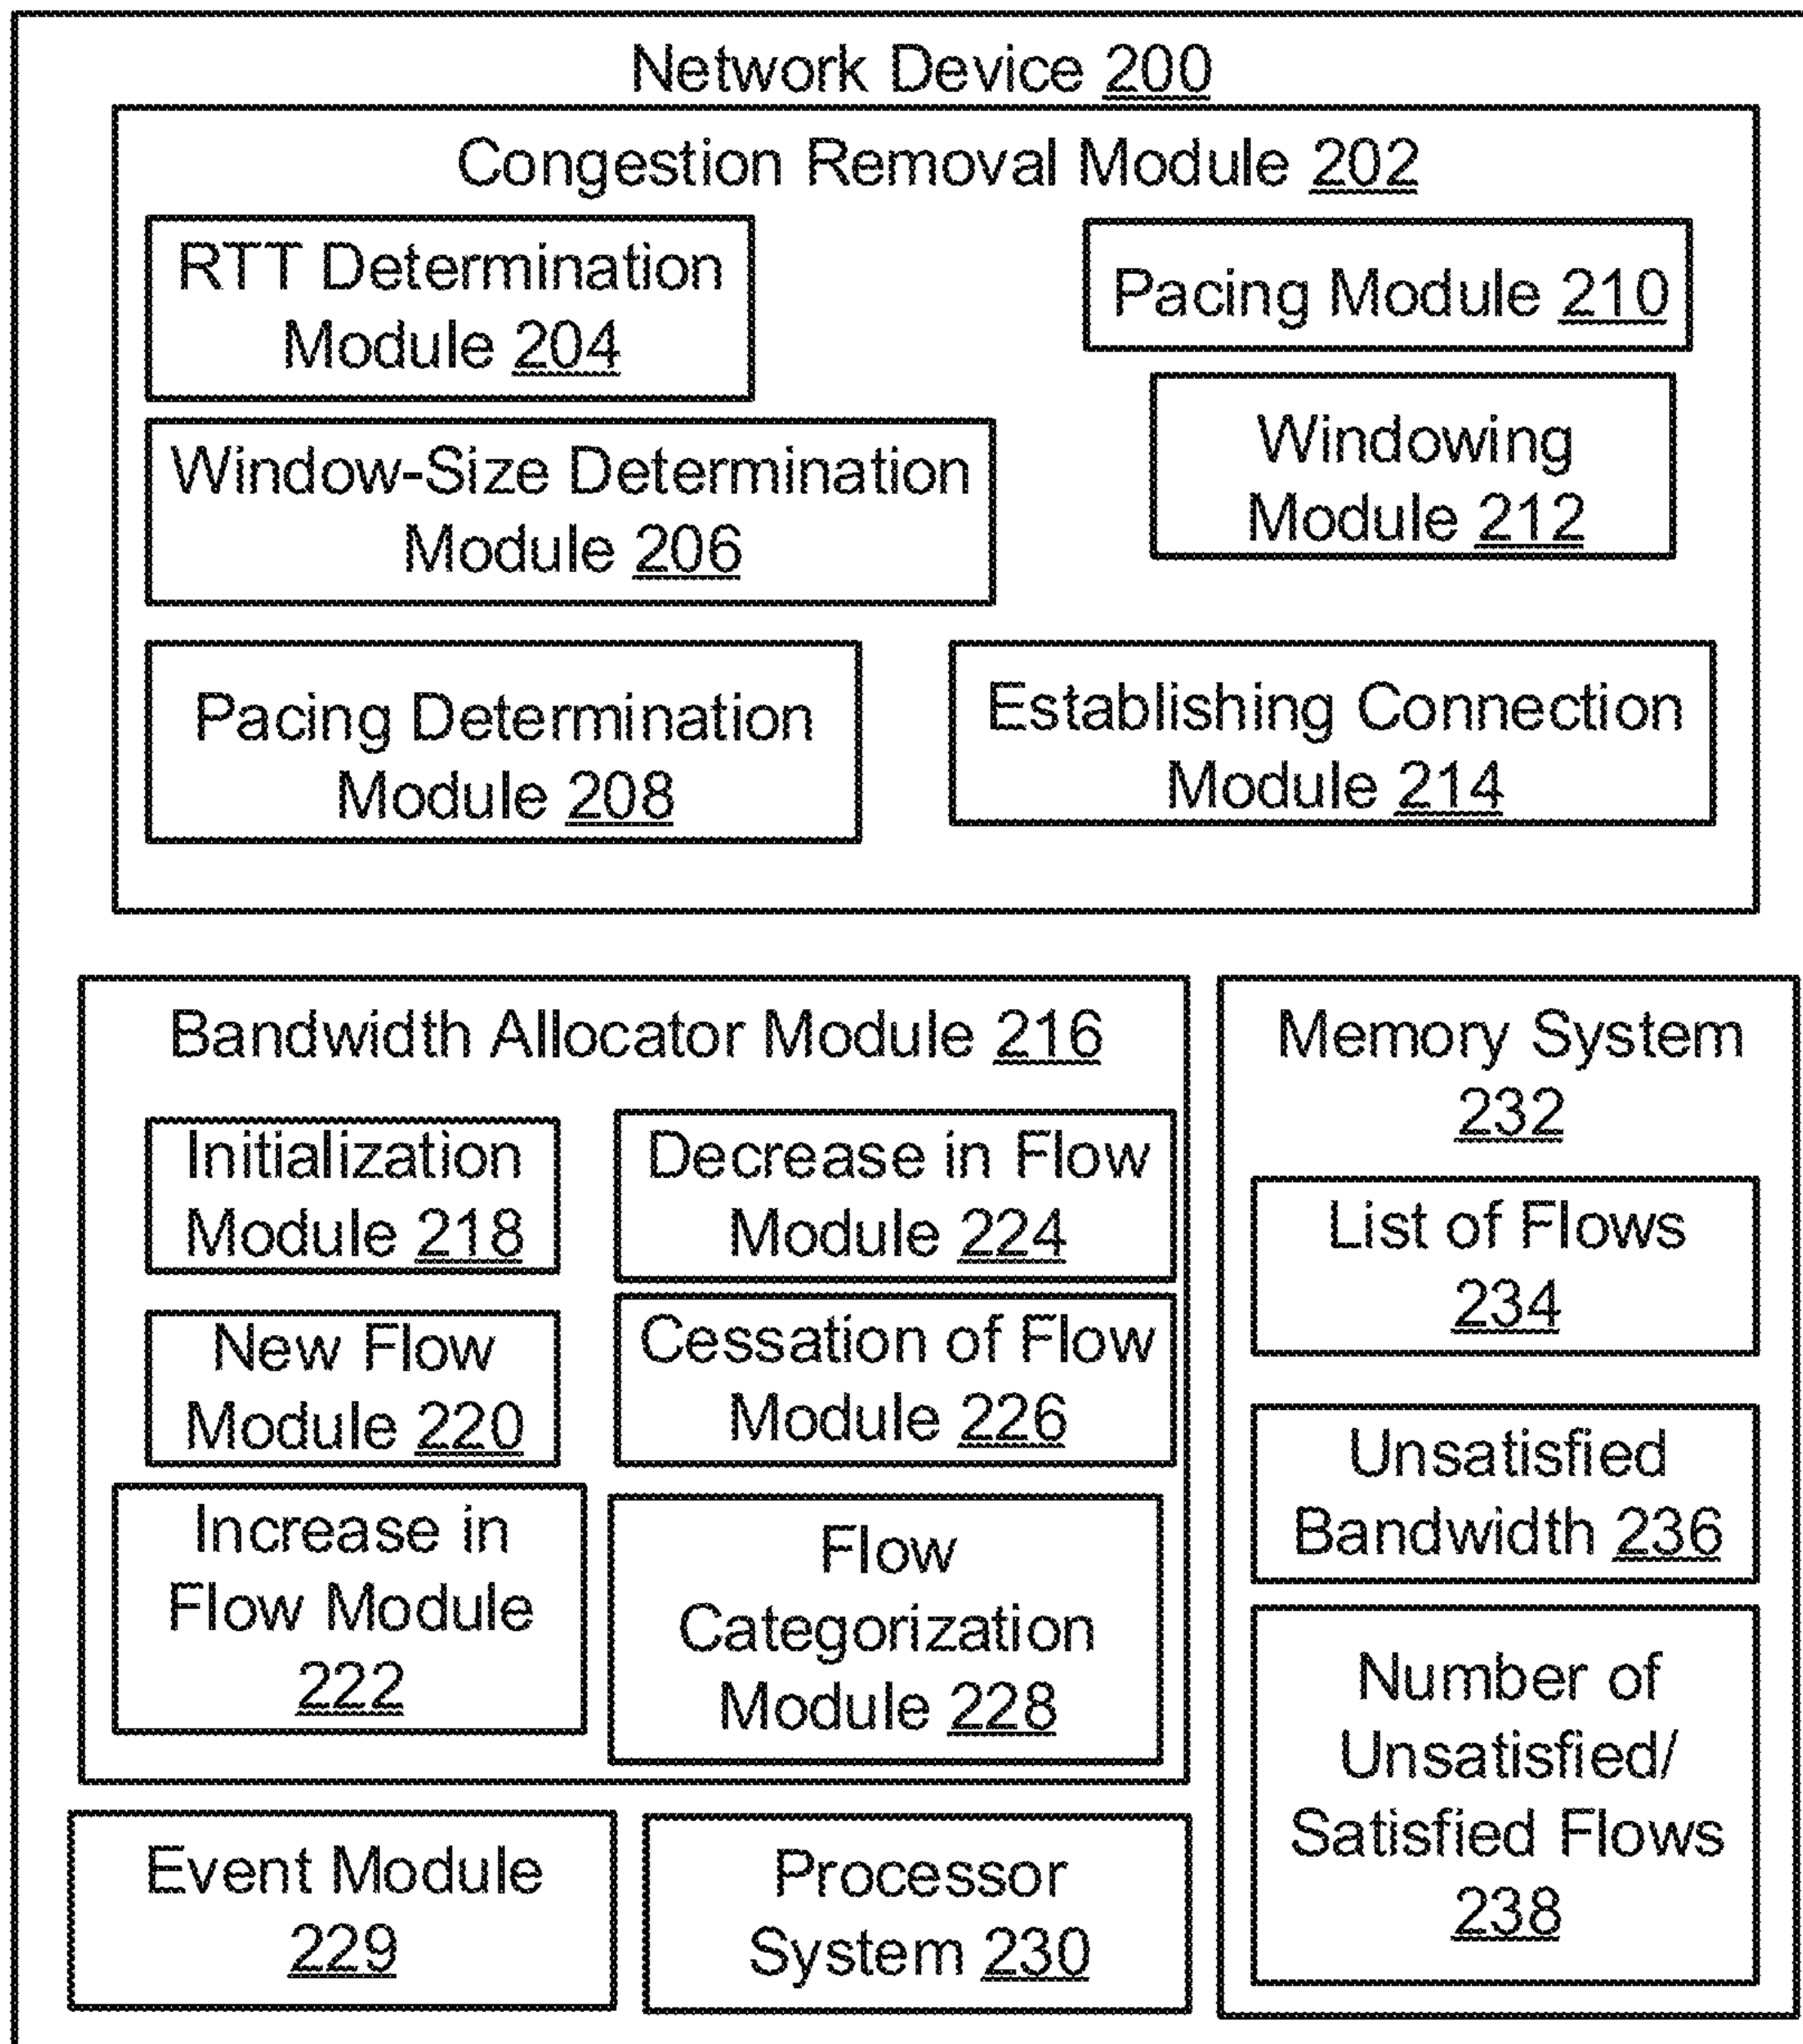 Network Device 200
Congestion Removal Module 202
RTT Determination
Module 204
Pacing Module 210
Window-Size Determination
Module 206
Windowing
Module 212
Pacing Determination
Module 208
Establishing Connection
Module 214
Bandwidth Allocator Module 216
Initialization
Module 218
Decrease in Flow
Module 224
New Flow
Module 220
Cessation of Flow
Module 226
Increase in
Flow Module
222
Flow
Categorization
Module 228
Memory System
232
List of Flows
234
Unsatisfied
Bandwidth 236
Number of
Unsatisfied/
Satisfied Flows
238
Event Module
229
Processor
System 230